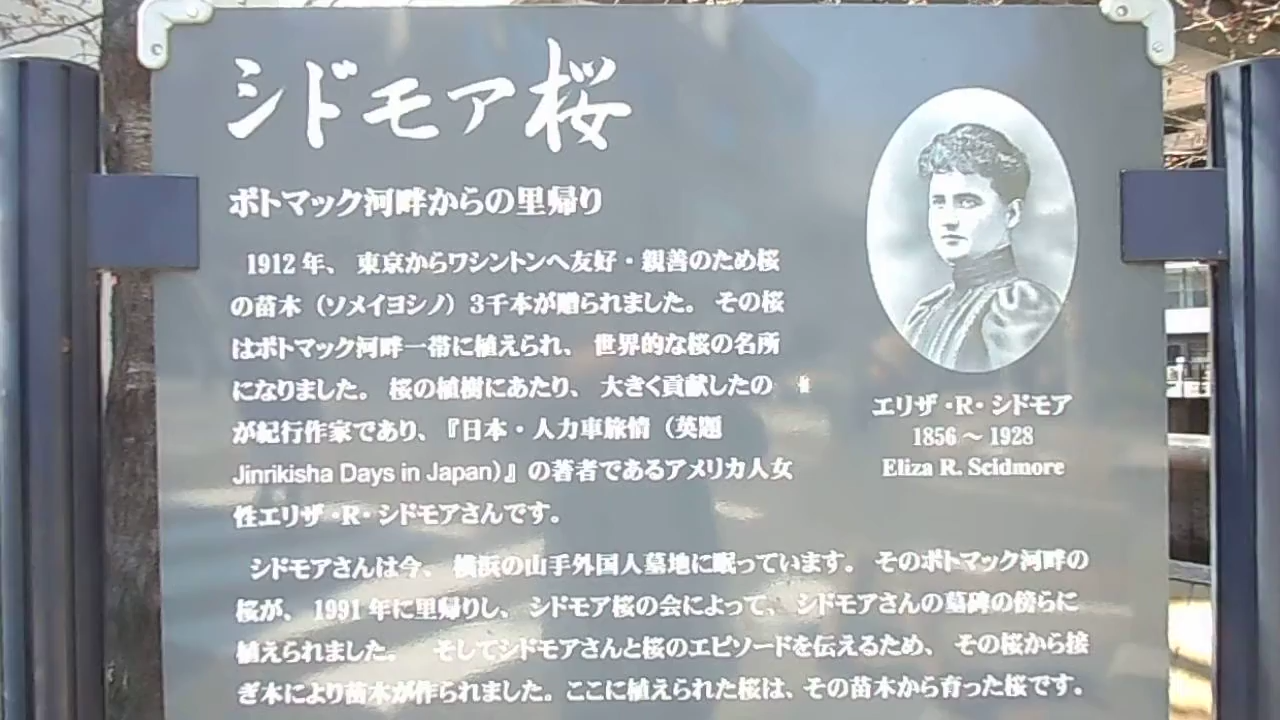 シドモア桜
ポトマック河畔からの里帰り
1912年、東京からワシントンへ友好・親善のため桜
の苗木（ソメイヨシノ）3千本が贈られました。その桜
はポトマック河畔一帯に植えられ、世界的な桜の名所
になりました。桜の植樹にあたり、大きく貢献したの
が紀行作家であり、『日本・人力車旅情（英題
Jinrikisha Days in Japan）』の著者であるアメリカ人女
性エリザ・R・シドモアさんです。
エリザ・R・シドモア
1856～1928
Eliza R. Scidmore
シドモアさんは今、横浜の山手外国人墓地に眠っています。そのポトマック河畔の
桜が、1991年に里帰りし、シドモア桜の会によって、シドモアさんの墓碑の傍らに
植えられました。 そしてシドモアさんと桜のエピソードを伝えるため、その桜から接
ぎ木により苗木が作られました。ここに植えられた桜は、その苗木から育った桜です。